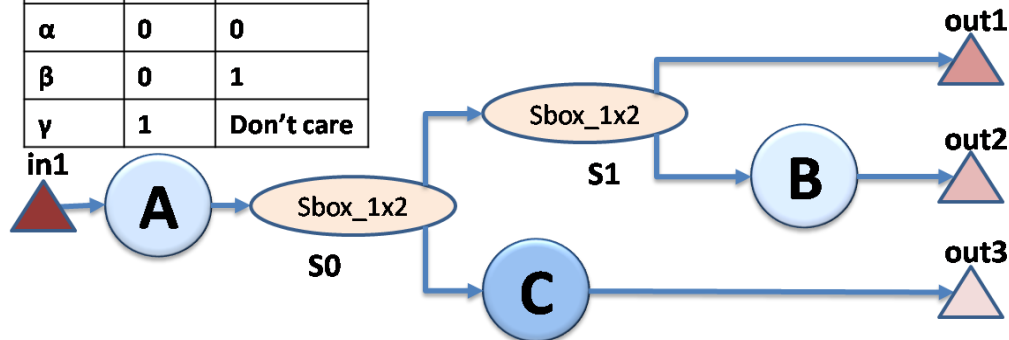 α 0 0
β 0 1
γ 1 Don't care
in1
A
Sbox_1x2
S0
Sbox_1x2
S1
C
B
out1
out2
out3